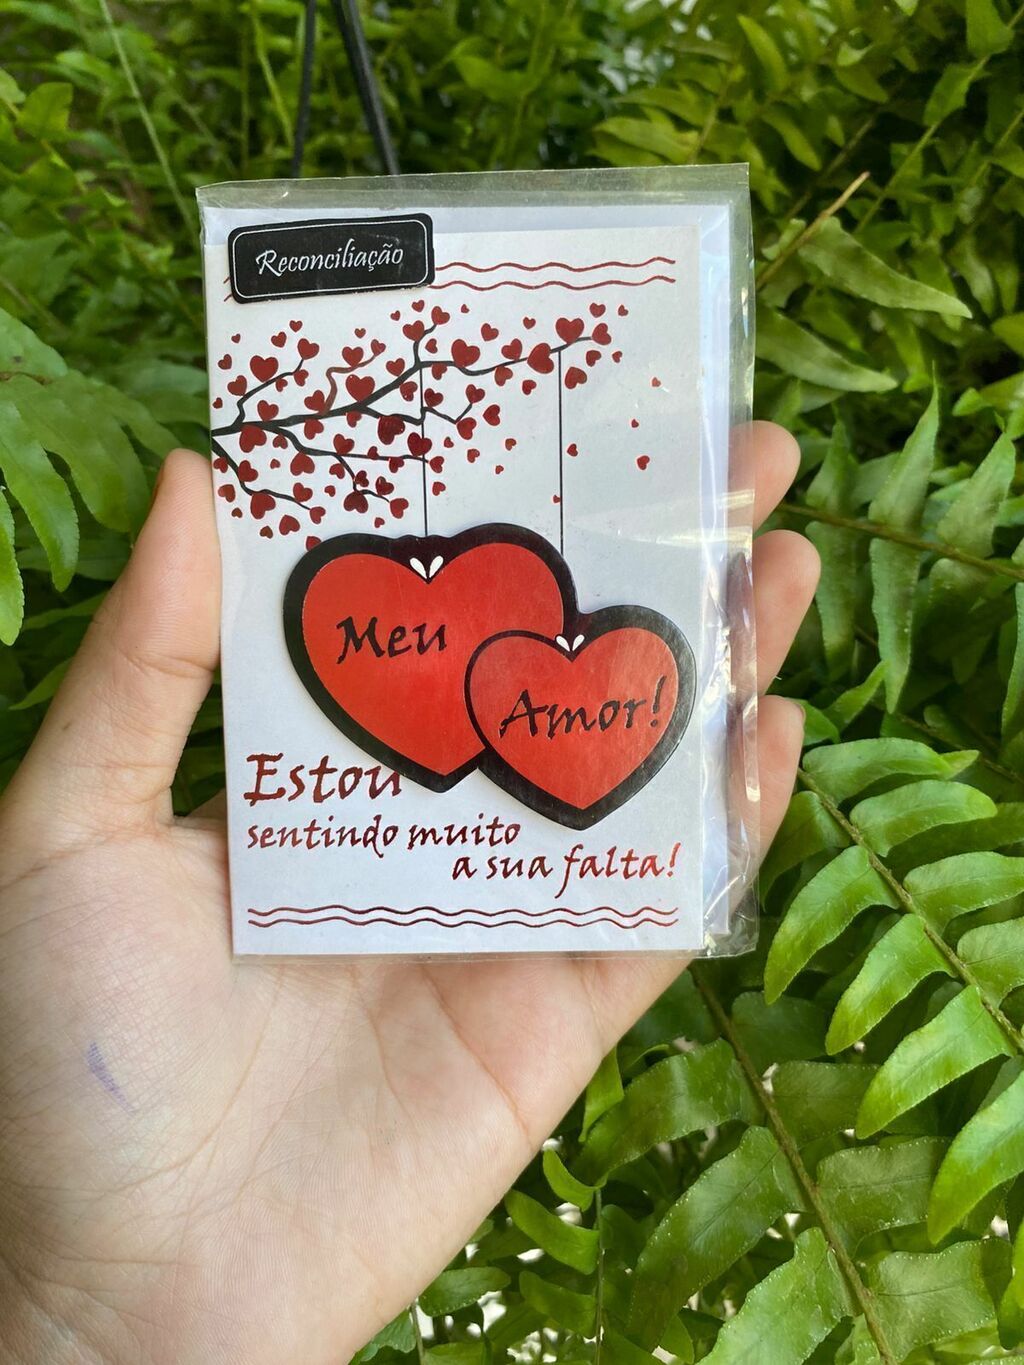 Reconciliação
Meu
Amor!
Estou
sentindo muito
a sua falta!